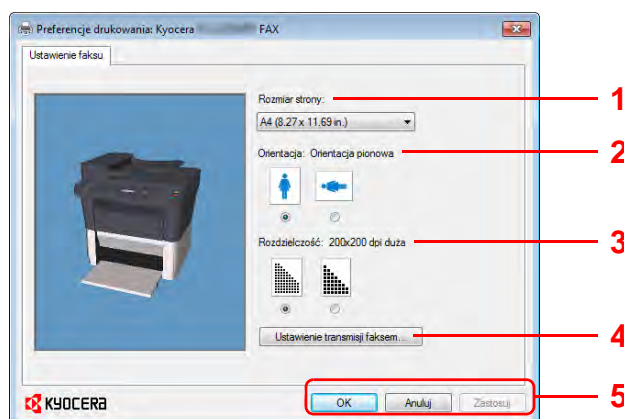 Preferencje drukowania: Kyocera FAX
Ustawienie faksu
Rozmiar strony:
1
A4 (8.27 x 11.69 in.)
Orientacja: Orientacja pionowa
2
Rozdzielczość: 200x200 dpi duża
3
Ustawienie transmisji faksem...
4
KYOCERA
OK
Anuluj
Zastosuj
5